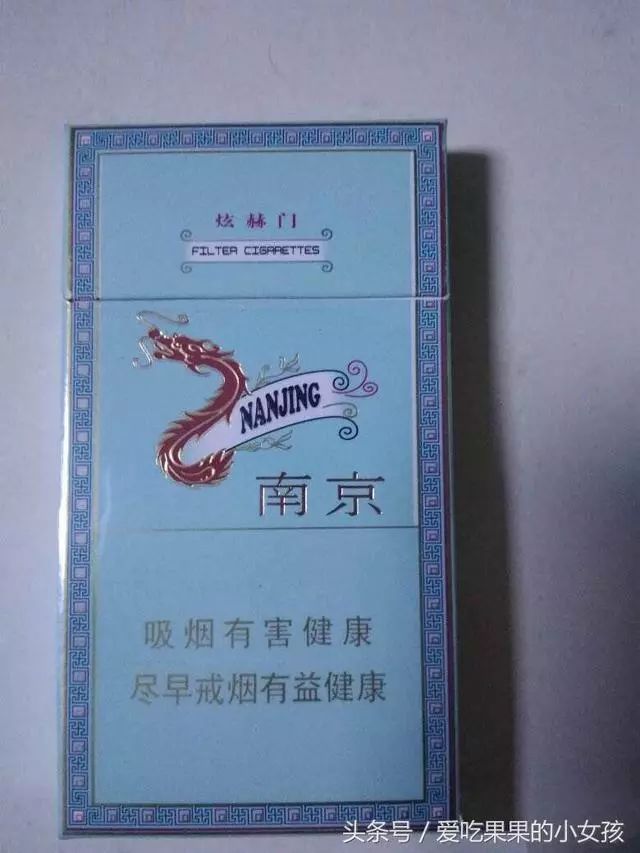 炫赫门
FILTER CIGARETTES
NANJING
南京
吸烟有害健康
尽早戒烟有益健康
头条号／爱吃果果的小女孩